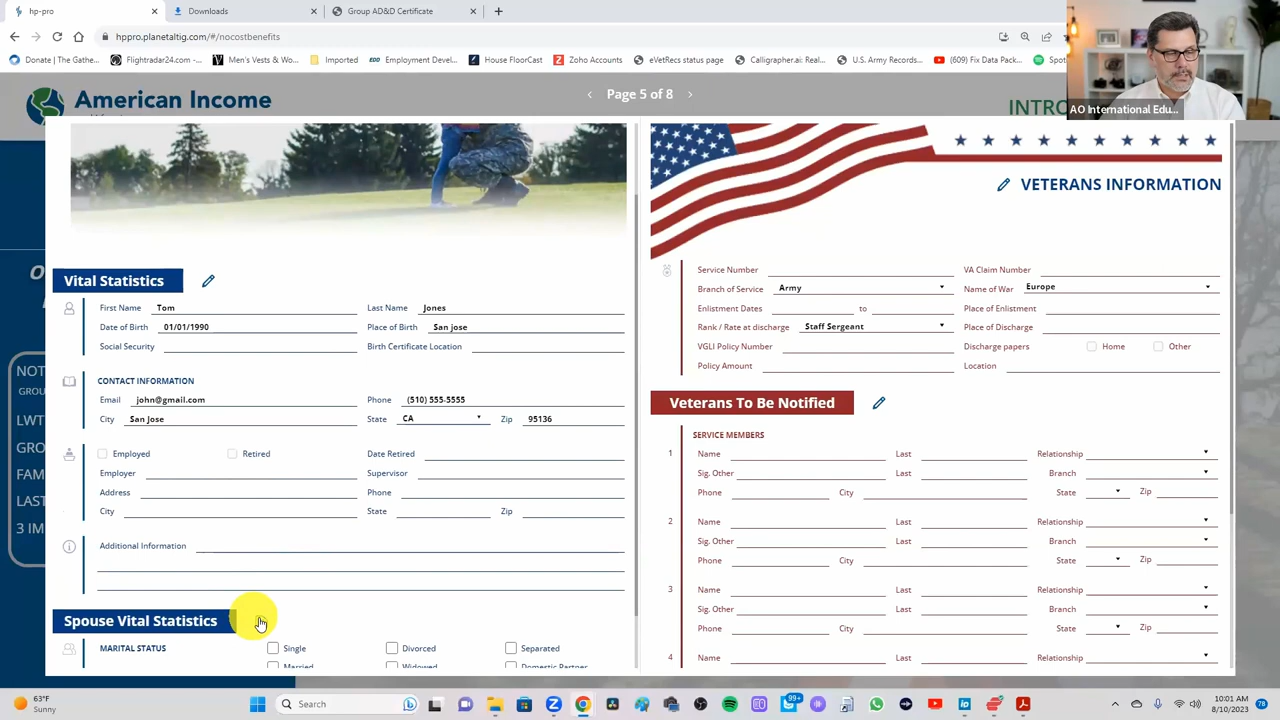 hp-pro
Downloads
Group AD&D Certificate
hppro.planetaltig.com/#/nocostbenefits
Donate | The Gathe...
Flightradar24.com -...
Men's Vests & Wo...
Imported
EDD
Employment Devel...
House FloorCast
Zoho Accounts
eVetRecs status page
Calligrapher.ai: Real...
U.S. Army Records...
(609) Fix Data Pack...
Spot
AO International Edu...
American Income
Page 5 of 8
INTRO
VETERANS INFORMATION
Vital Statistics
First Name Tom
Last Name Jones
Date of Birth 01/01/1990
Place of Birth San jose
Social Security
Birth Certificate Location
CONTACT INFORMATION
Email john@gmail.com
Phone (510) 555-5555
City San Jose
State CA
Zip 95136
Employed
Retired
Date Retired
Employer
Supervisor
Address
Phone
City
State
Zip
Additional Information
Spouse Vital Statistics
MARITAL STATUS
Single
Divorced
Separated
Married
Widowed
Domestic Partner
Service Number
VA Claim Number
Branch of Service Army
Name of War Europe
Enlistment Dates to
Place of Enlistment
Rank / Rate at discharge Staff Sergeant
Place of Discharge
VGLI Policy Number
Discharge papers Home Other
Policy Amount
Location
Veterans To Be Notified
SERVICE MEMBERS
1 Name Last Relationship
Sig. Other Last Branch
Phone City State Zip
2 Name Last Relationship
Sig. Other Last Branch
Phone City State Zip
3 Name Last Relationship
Sig. Other Last Branch
Phone City State Zip
4 Name Last Relationship
NOT
GROU
LWT
GRO
FAM
LAST
3 IM
63°F
Sunny
Search
99+
10:01 AM
8/10/2023
78